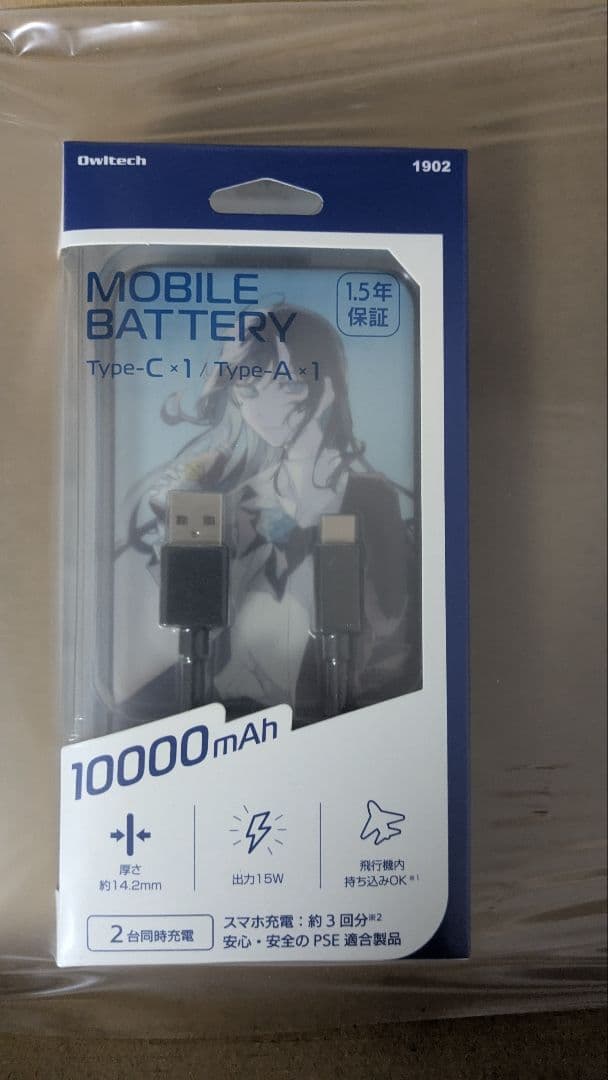 Owltech
1902
MOBILE
BATTERY
1.5年
保証
Type-C×1 / Type-A×1
10000mAh
厚さ
約14.2mm
出力15W
飛行機内
持ち込みOK※1
2台同時充電
スマホ充電：約3回分※2
安心・安全のPSE適合製品